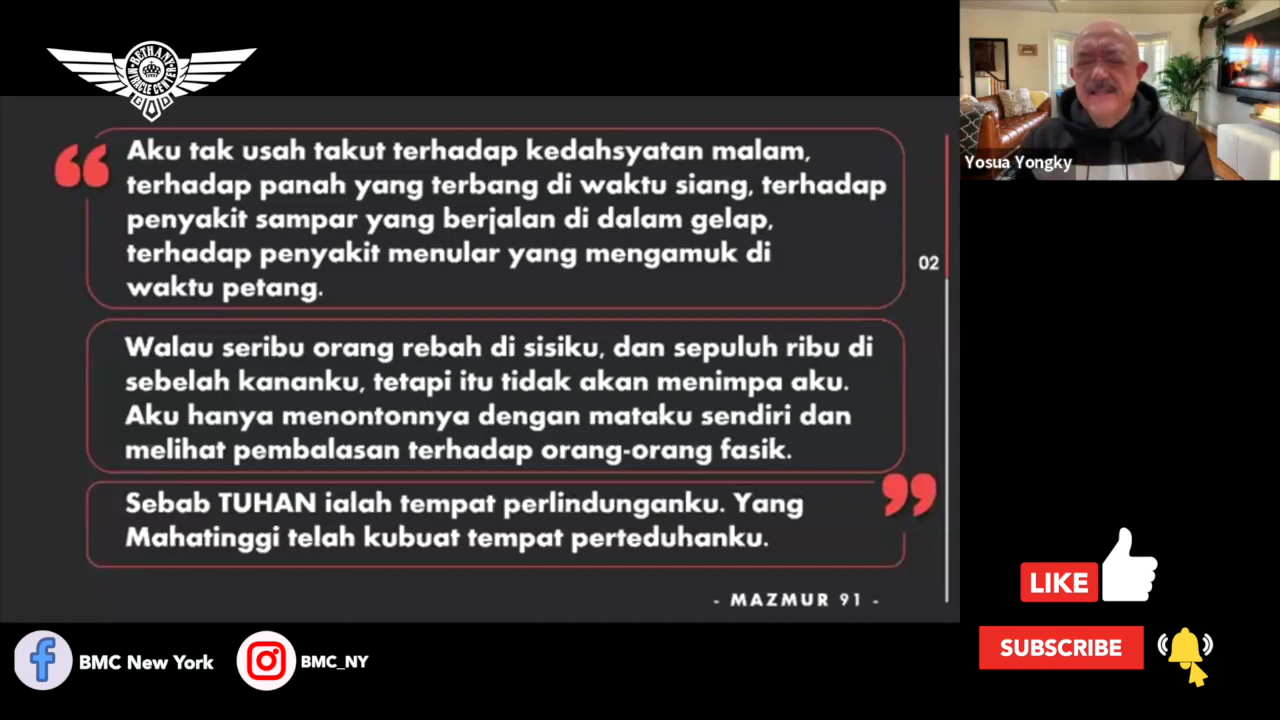 BETHANY
MIRACLE CENTER
Aku tak usah takut terhadap kedahsyatan malam,
terhadap panah yang terbang di waktu siang, terhadap
penyakit sampar yang berjalan di dalam gelap,
terhadap penyakit menular yang mengamuk di
waktu petang.
Walau seribu orang rebah di sisiku, dan sepuluh ribu di
sebelah kananku, tetapi itu tidak akan menimpa aku.
Aku hanya menontonnya dengan mataku sendiri dan
melihat pembalasan terhadap orang-orang fasik.
Sebab TUHAN ialah tempat perlindunganku. Yang
Mahatinggi telah kubuat tempat perteduhanku.
- MAZMUR 91 -
02
Yosua Yongky
LIKE
SUBSCRIBE
BMC New York
BMC_NY